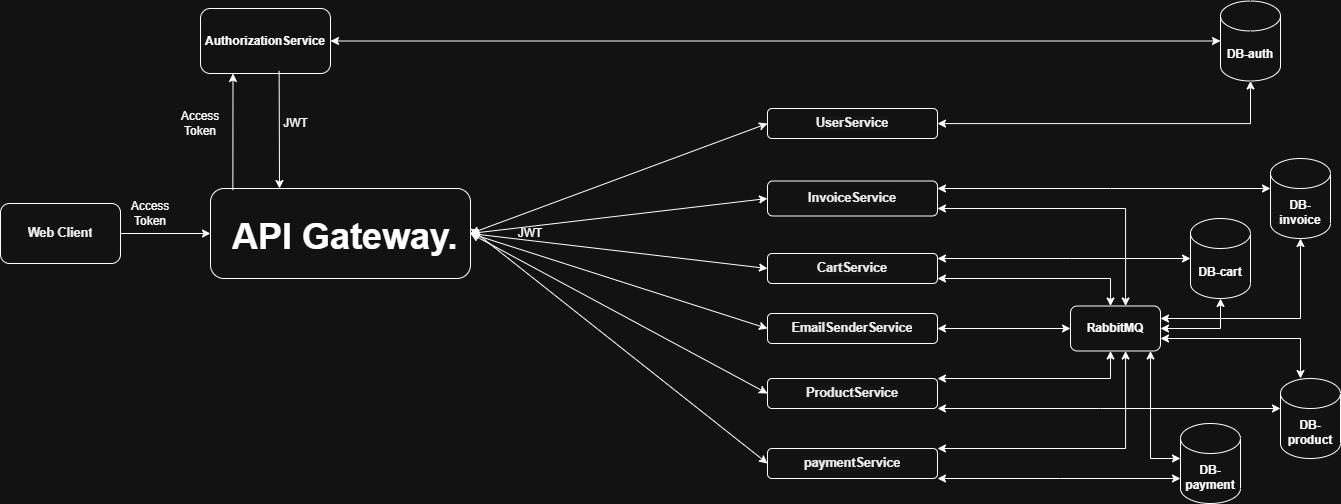 AuthorizationService
DB-auth
Access
Token
JWT
UserService
Web Client
Access
Token
API Gateway.
JWT
InvoiceService
DB-
invoice
CartService
DB-cart
EmailSenderService
RabbitMQ
ProductService
DB-
product
paymentService
DB-
payment